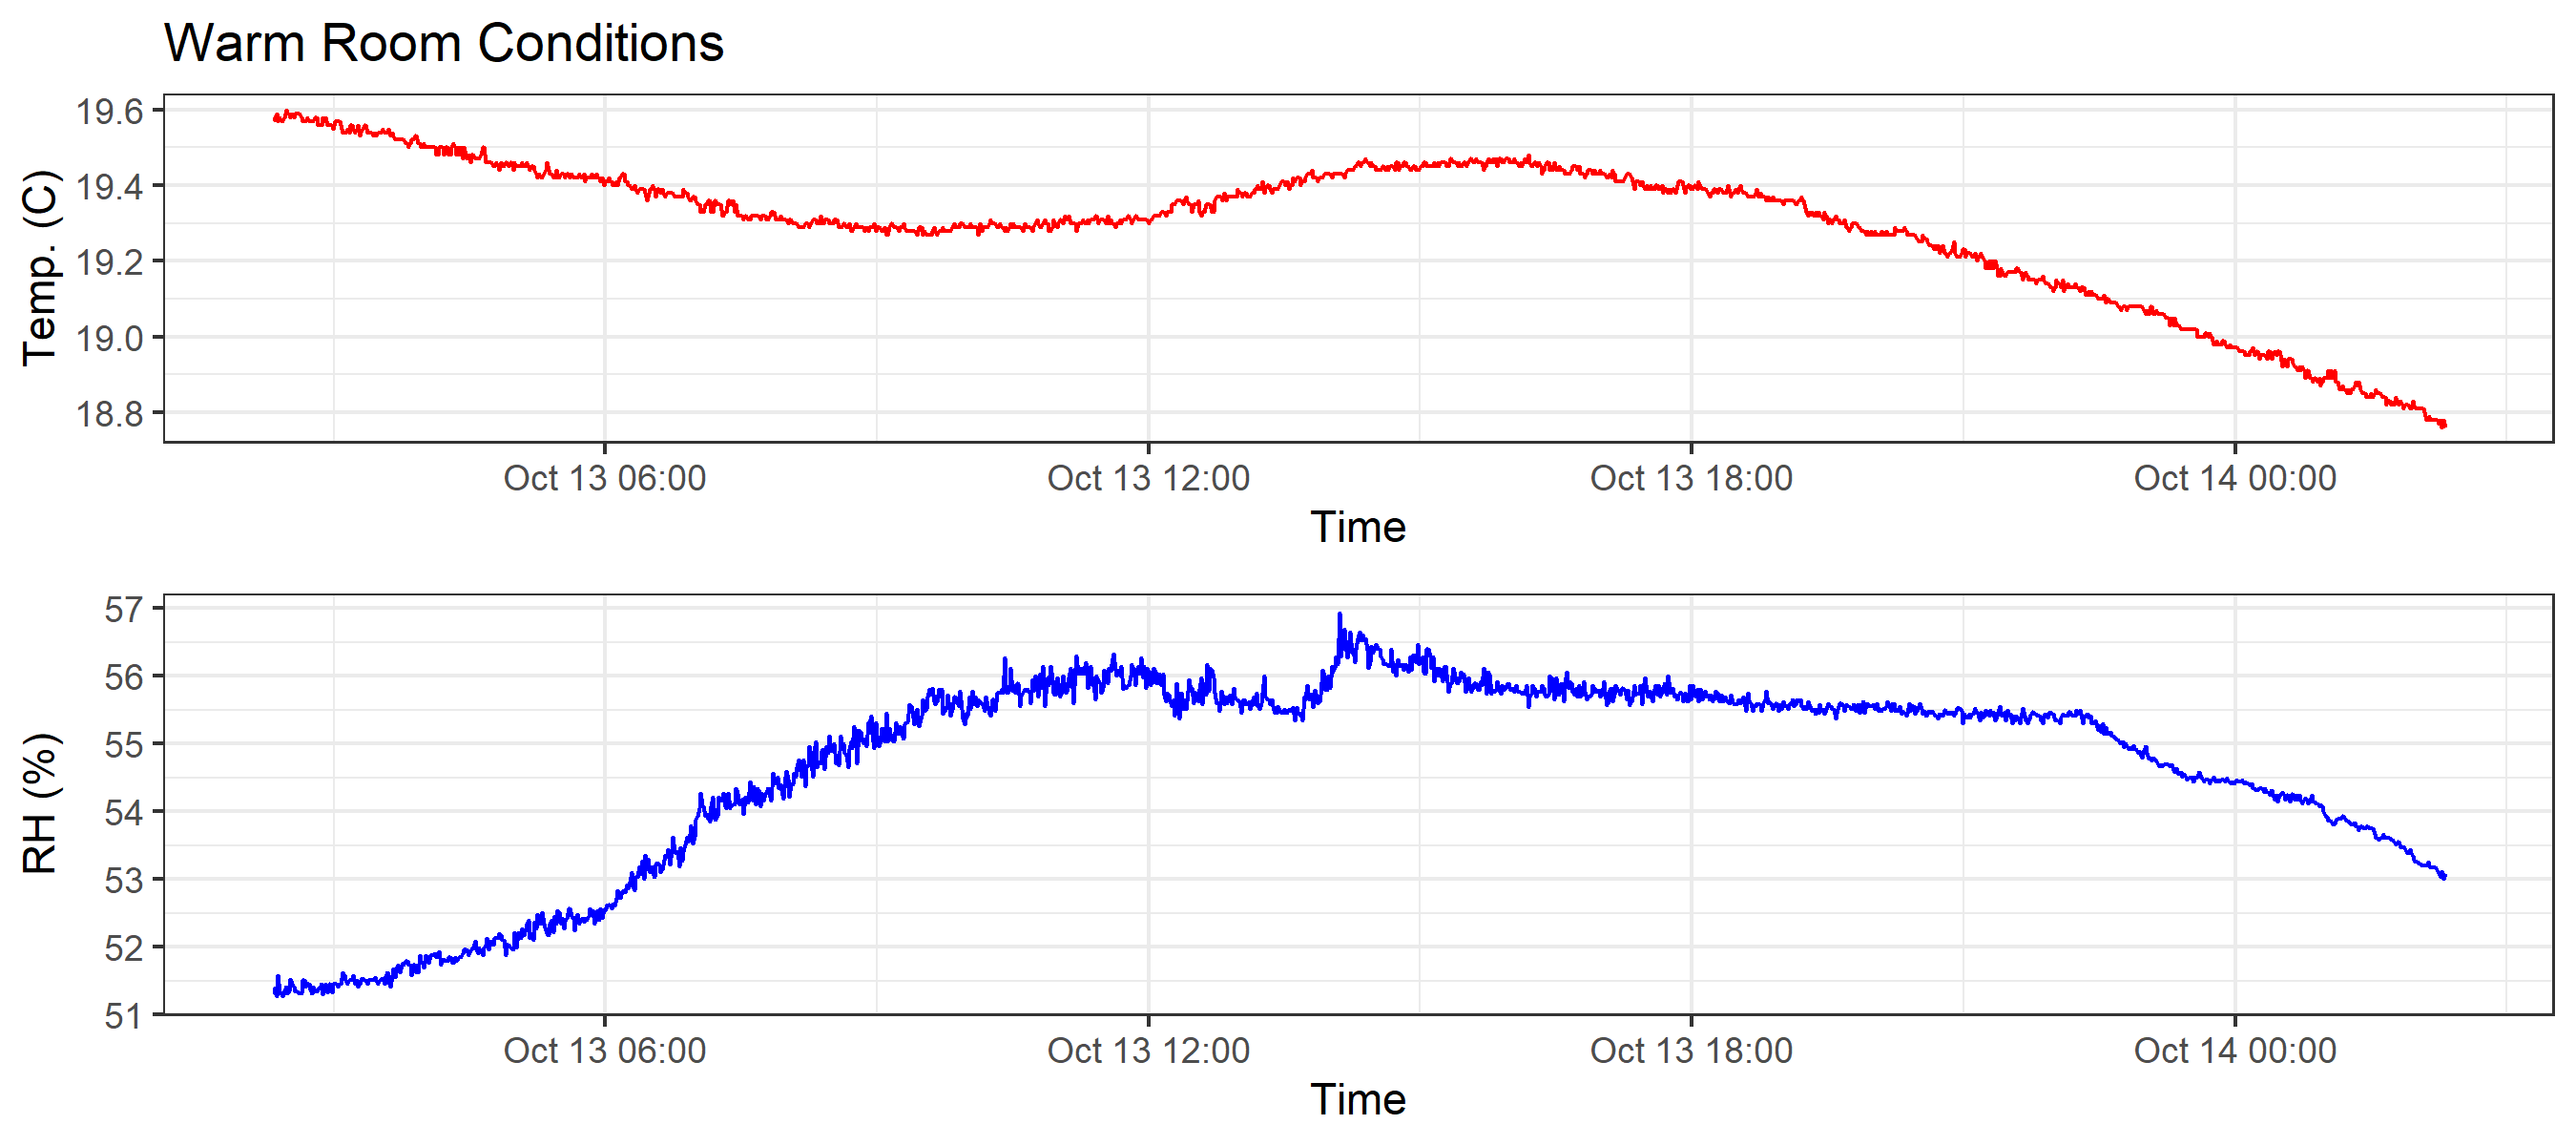 Warm Room Conditions
Temp. (C)
19.6
19.4
19.2
19.0
18.8
Oct 13 06:00 Oct 13 12:00 Oct 13 18:00 Oct 14 00:00
Time
RH (%)
57
56
55
54
53
52
51
Oct 13 06:00 Oct 13 12:00 Oct 13 18:00 Oct 14 00:00
Time